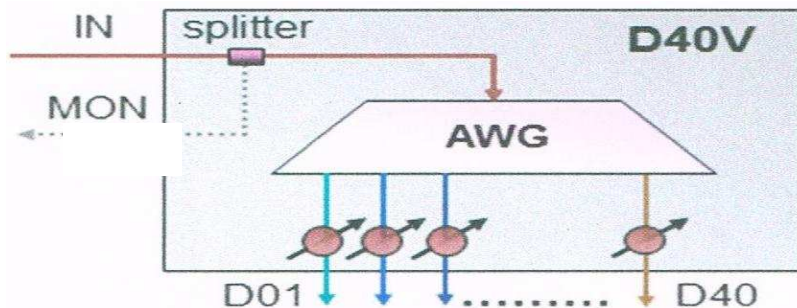 IN
splitter
D40V
MON
AWG
D01
D40